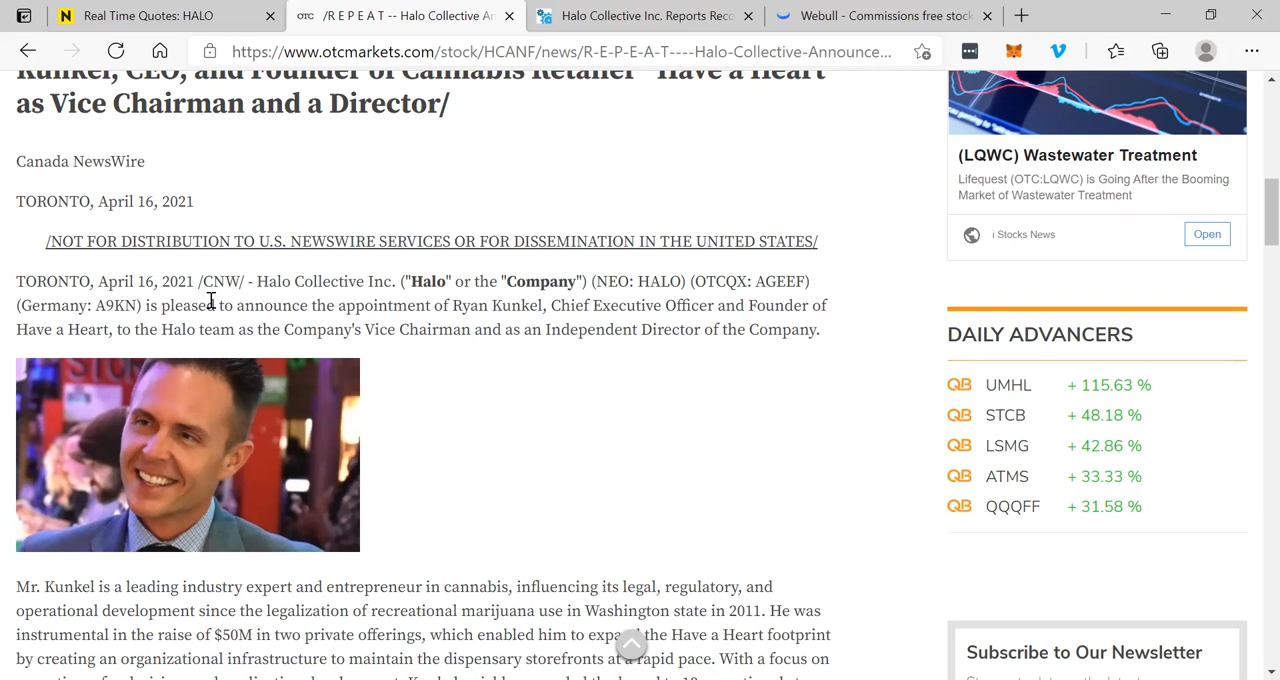 Real Time Quotes: HALO
/R E P E A T -- Halo Collective An
Halo Collective Inc. Reports Reco
Webull - Commissions free stock
https://www.otcmarkets.com/stock/HCANF/news/R-E-P-E-A-T----Halo-Collective-Announce...
Kunkel, CEO, and Founder of Cannabis Retailer "Have a Heart"
as Vice Chairman and a Director/
Canada NewsWire
TORONTO, April 16, 2021
/NOT FOR DISTRIBUTION TO U.S. NEWSWIRE SERVICES OR FOR DISSEMINATION IN THE UNITED STATES/
TORONTO, April 16, 2021 /CNW/ - Halo Collective Inc. ("Halo" or the "Company") (NEO: HALO) (OTCQX: AGEEF)
(Germany: A9KN) is pleased to announce the appointment of Ryan Kunkel, Chief Executive Officer and Founder of
Have a Heart, to the Halo team as the Company's Vice Chairman and as an Independent Director of the Company.
Mr. Kunkel is a leading industry expert and entrepreneur in cannabis, influencing its legal, regulatory, and
operational development since the legalization of recreational marijuana use in Washington state in 2011. He was
instrumental in the raise of $50M in two private offerings, which enabled him to expand the Have a Heart footprint
by creating an organizational infrastructure to maintain the dispensary storefronts at a rapid pace. With a focus on
(LQWC) Wastewater Treatment
Lifequest (OTC:LQWC) is Going After the Booming
Market of Wastewater Treatment
i Stocks News
Open
DAILY ADVANCERS
QB UMHL + 115.63 %
QB STCB + 48.18 %
QB LSMG + 42.86 %
QB ATMS + 33.33 %
QB QQQFF + 31.58 %
Subscribe to Our Newsletter